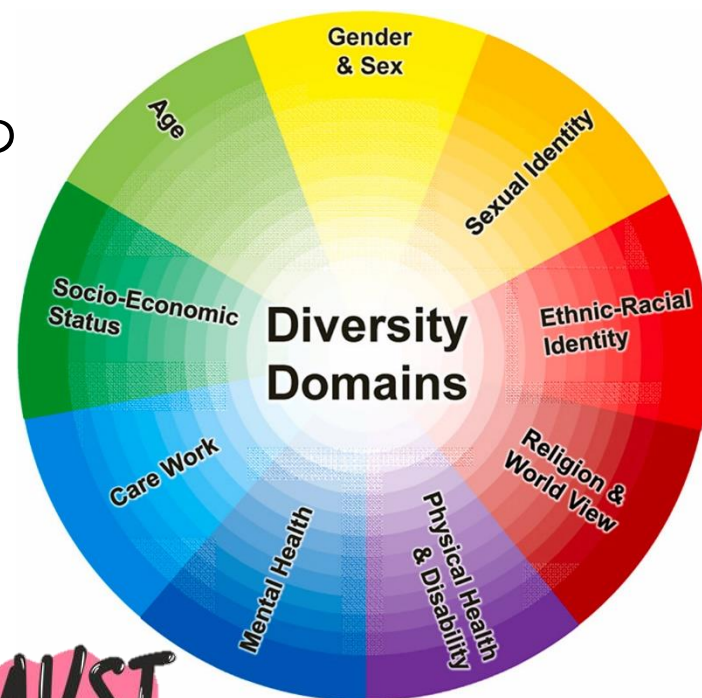 Gender
& Sex
Sexual Identity
Ethnic-Racial
Identity
Religion &
World View
Physical Health
& Disability
Mental Health
Care Work
Socio-Economic
Status
Age
Diversity
Domains